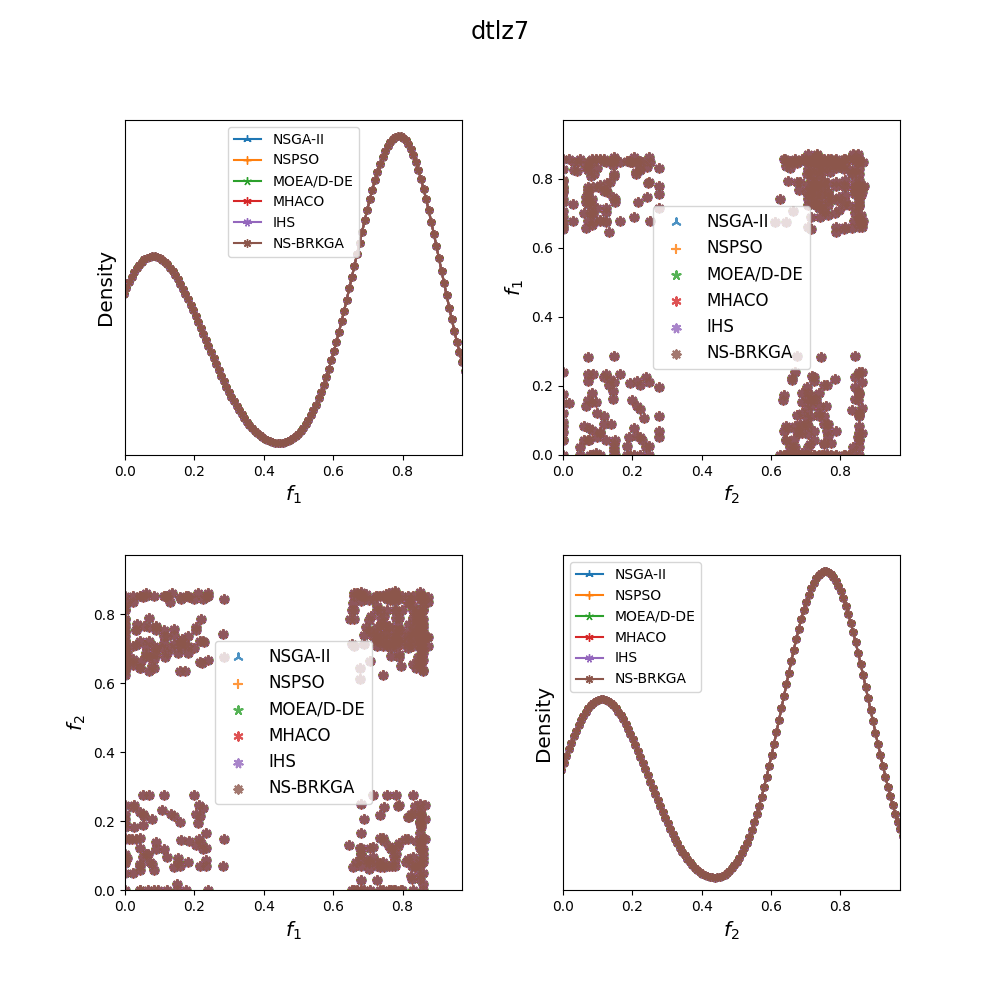 dtlz7
Density
NSGA-II
NSPSO
MOEA/D-DE
MHACO
IHS
NS-BRKGA
0.0 0.2 0.4 0.6 0.8
f₁
f₁
0.8
0.6
0.4
0.2
0.0
NSGA-II
NSPSO
MOEA/D-DE
MHACO
IHS
NS-BRKGA
0.0 0.2 0.4 0.6 0.8
f₂
f₂
0.8
0.6
0.4
0.2
0.0
NSGA-II
NSPSO
MOEA/D-DE
MHACO
IHS
NS-BRKGA
0.0 0.2 0.4 0.6 0.8
f₁
Density
NSGA-II
NSPSO
MOEA/D-DE
MHACO
IHS
NS-BRKGA
0.0 0.2 0.4 0.6 0.8
f₂